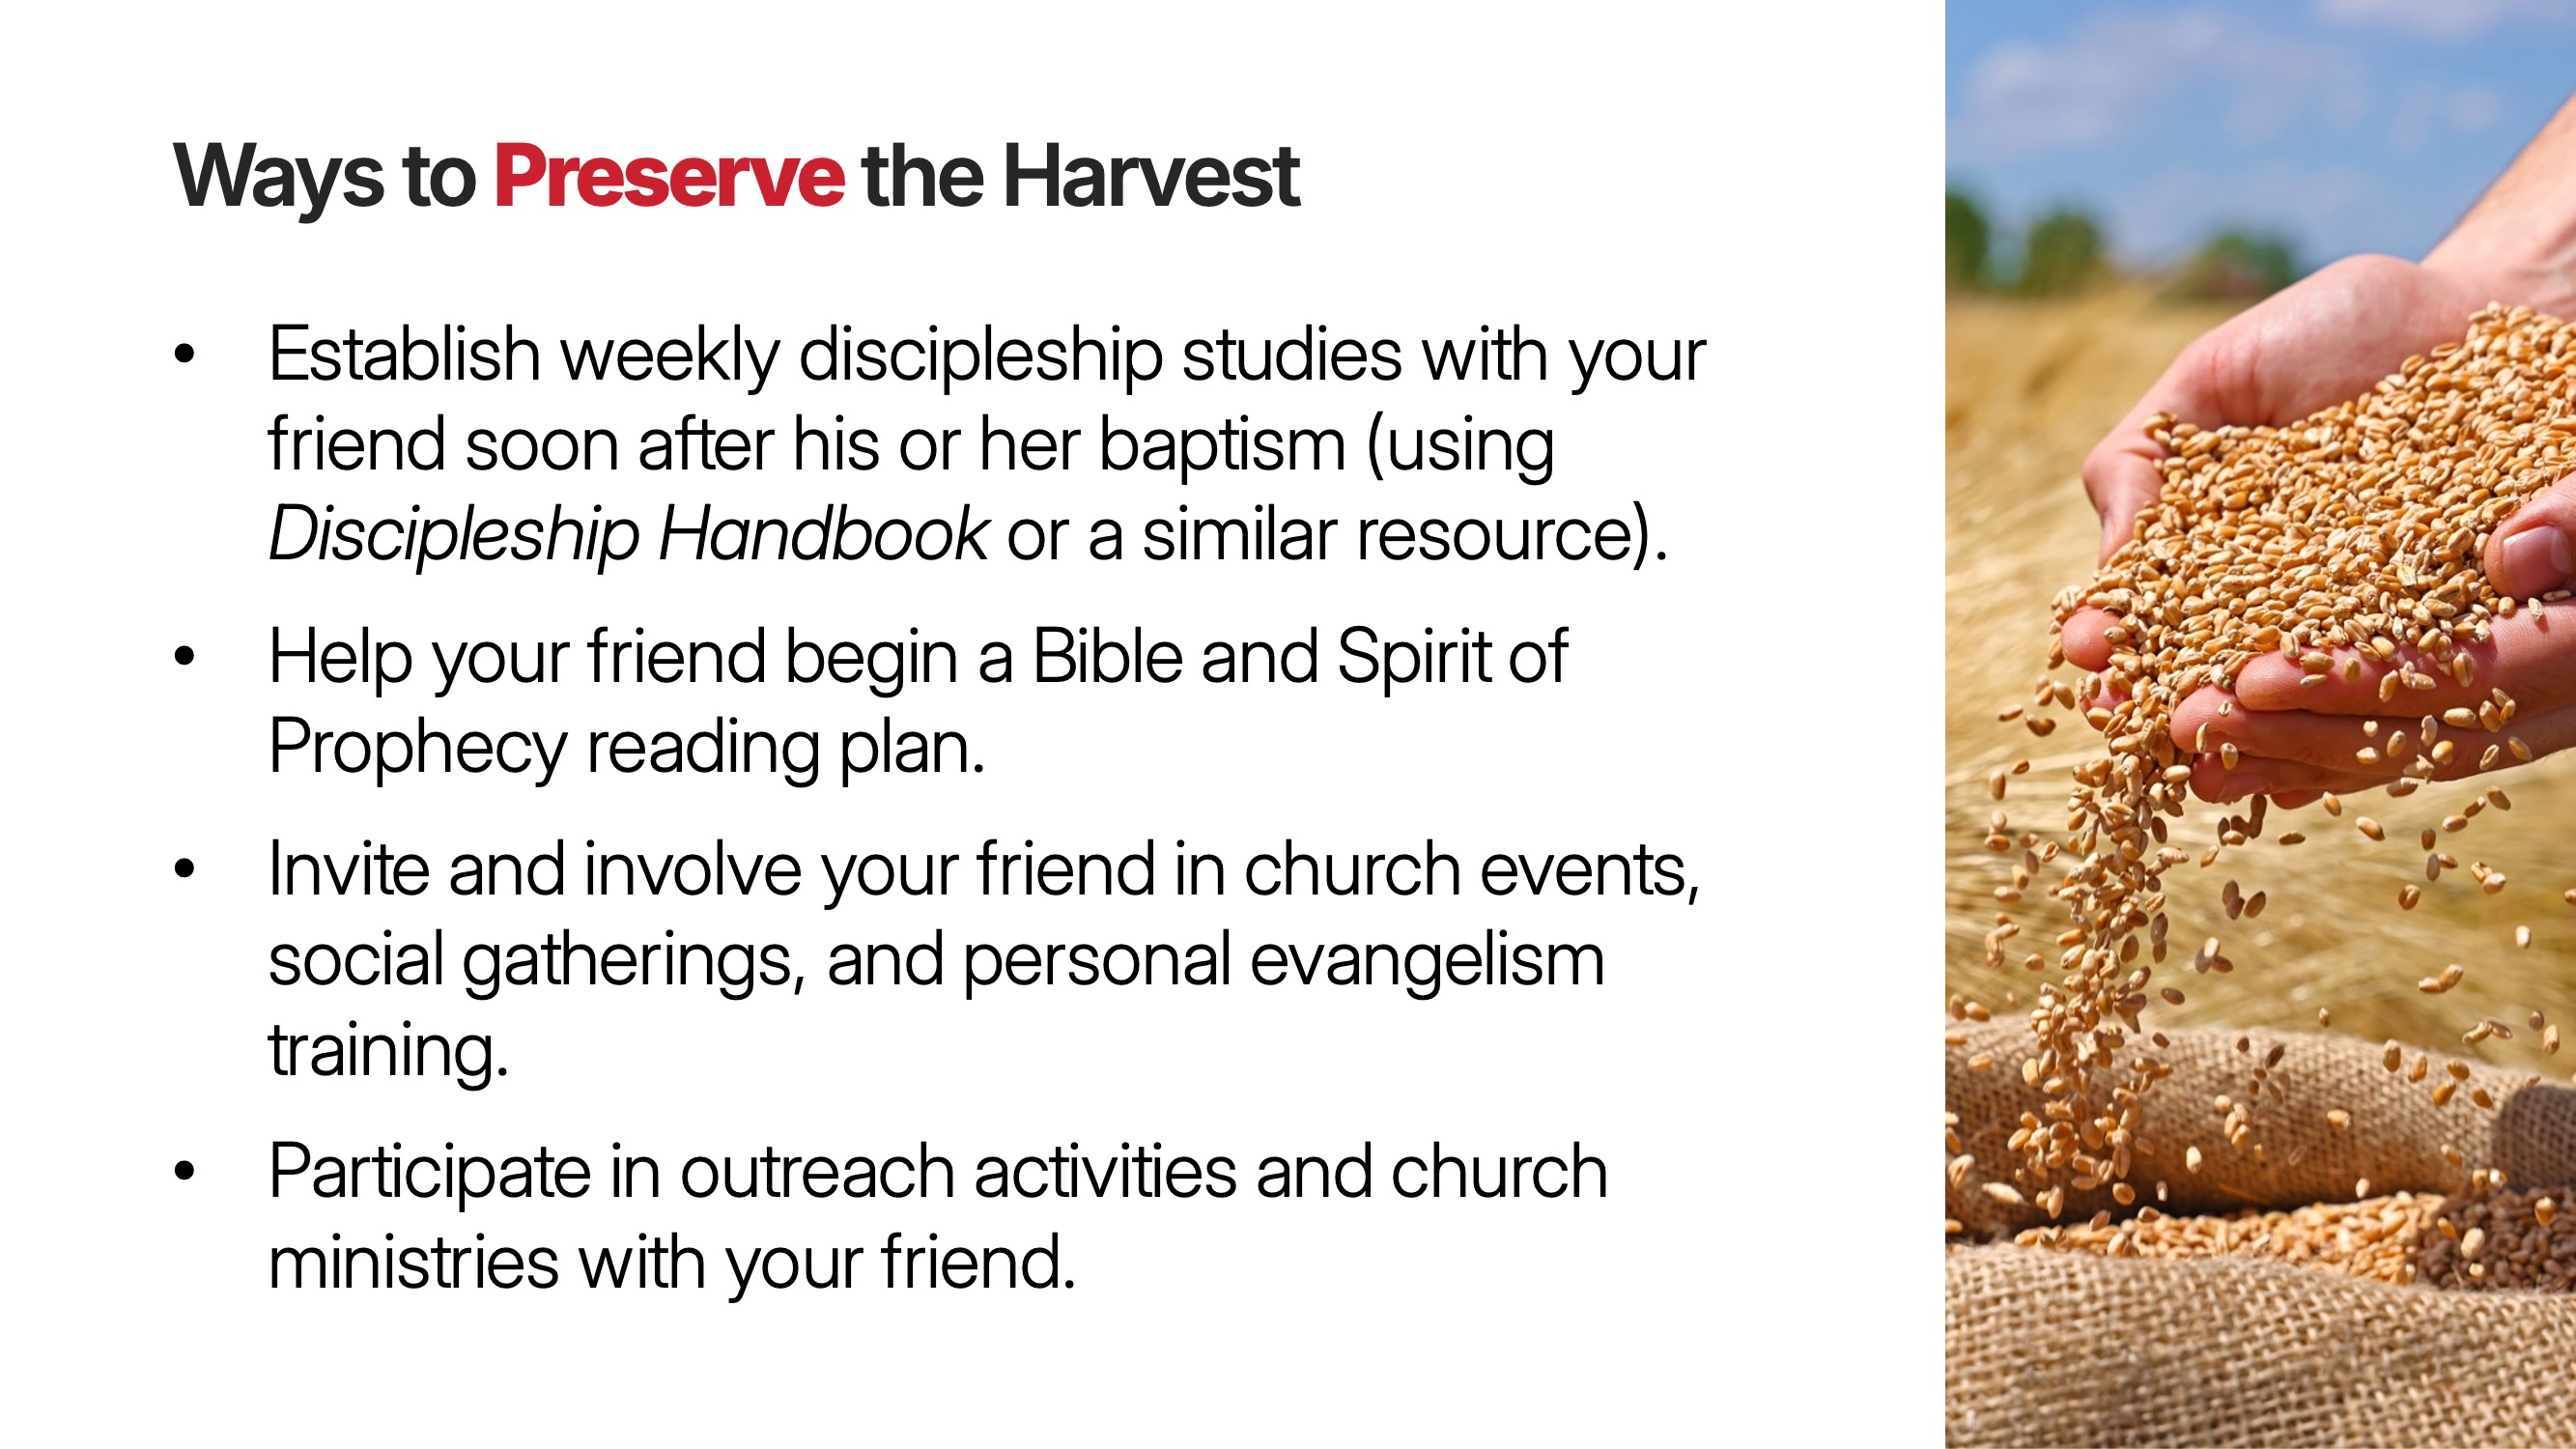 Ways to Preserve the Harvest
• Establish weekly discipleship studies with your
friend soon after his or her baptism (using
Discipleship Handbook or a similar resource).
• Help your friend begin a Bible and Spirit of
Prophecy reading plan.
• Invite and involve your friend in church events,
social gatherings, and personal evangelism
training.
• Participate in outreach activities and church
ministries with your friend.